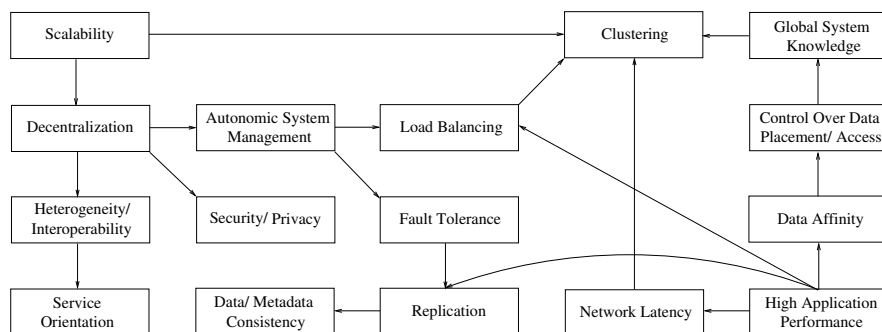 Scalability
Clustering
Global System
Knowledge
Decentralization
Autonomic System
Management
Load Balancing
Control Over Data
Placement/ Access
Heterogeneity/
Interoperability
Security/ Privacy
Fault Tolerance
Data Affinity
Service
Orientation
Data/ Metadata
Consistency
Replication
Network Latency
High Application
Performance